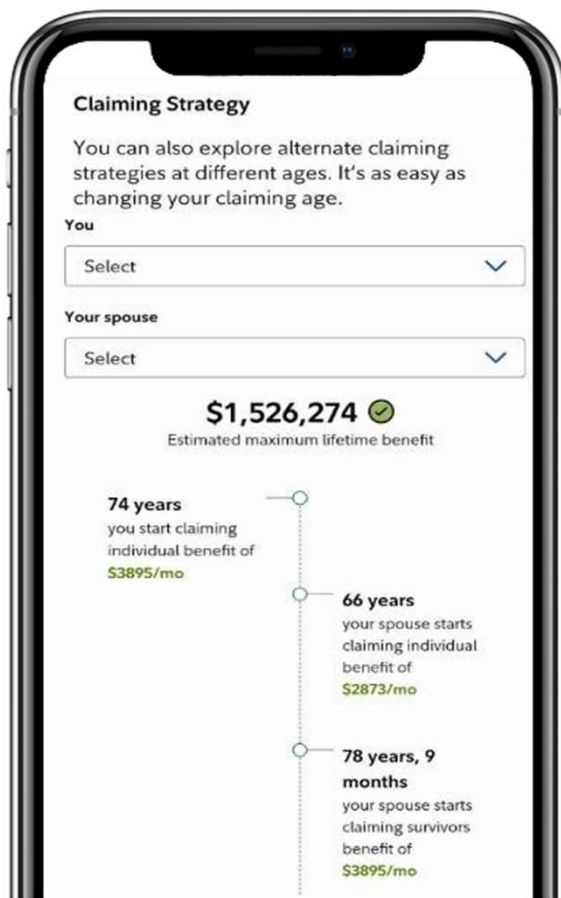 Claiming Strategy
You can also explore alternate claiming
strategies at different ages. It's as easy as
changing your claiming age.
You
Select
Your spouse
Select
$1,526,274
Estimated maximum lifetime benefit
74 years
you start claiming
individual benefit of
$3895/mo
66 years
your spouse starts
claiming individual
benefit of
$2873/mo
78 years, 9
months
your spouse starts
claiming survivors
benefit of
$3895/mo